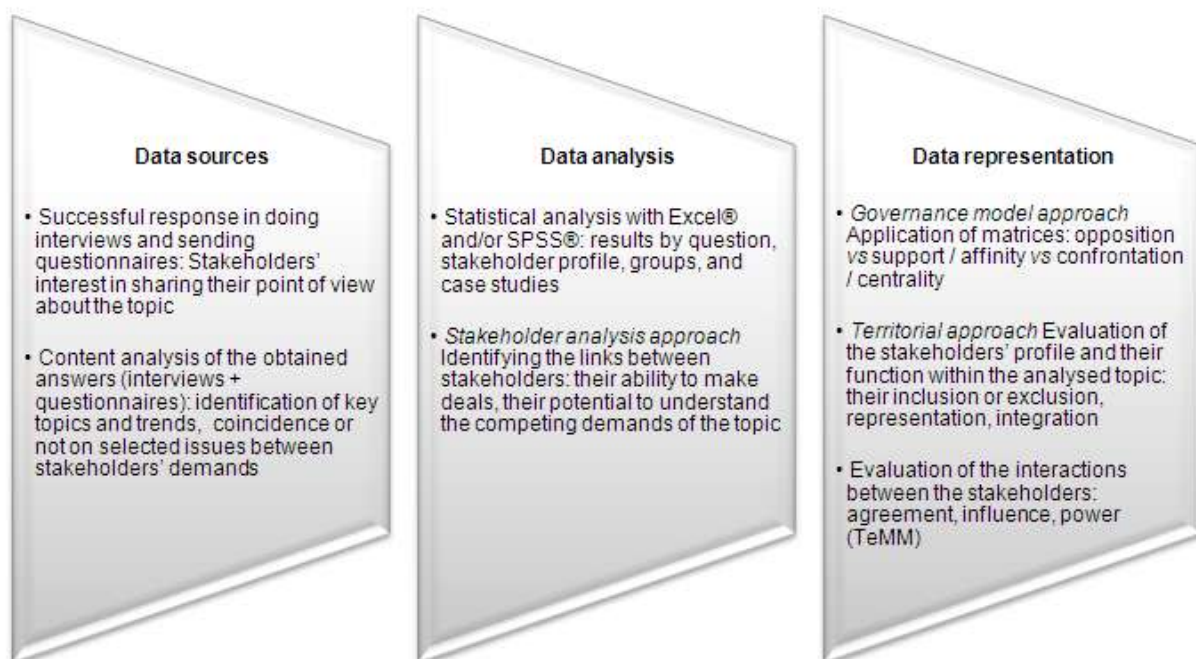 Data sources
• Successful response in doing
interviews and sending
questionnaires: Stakeholders'
interest in sharing their point of view
about the topic
• Content analysis of the obtained
answers (interviews +
questionnaires): identification of key
topics and trends, coincidence or
not on selected issues between
stakeholders' demands
Data analysis
• Statistical analysis with Excel®
and/or SPSS®: results by question,
stakeholder profile, groups, and
case studies
• Stakeholder analysis approach
Identifying the links between
stakeholders: their ability to make
deals, their potential to understand
the competing demands of the topic
Data representation
• Governance model approach
Application of matrices: opposition
vs support / affinity vs confrontation
/ centrality
• Territorial approach Evaluation of
the stakeholders' profile and their
function within the analysed topic:
their inclusion or exclusion,
representation, integration
• Evaluation of the interactions
between the stakeholders:
agreement, influence, power
(TeMM)